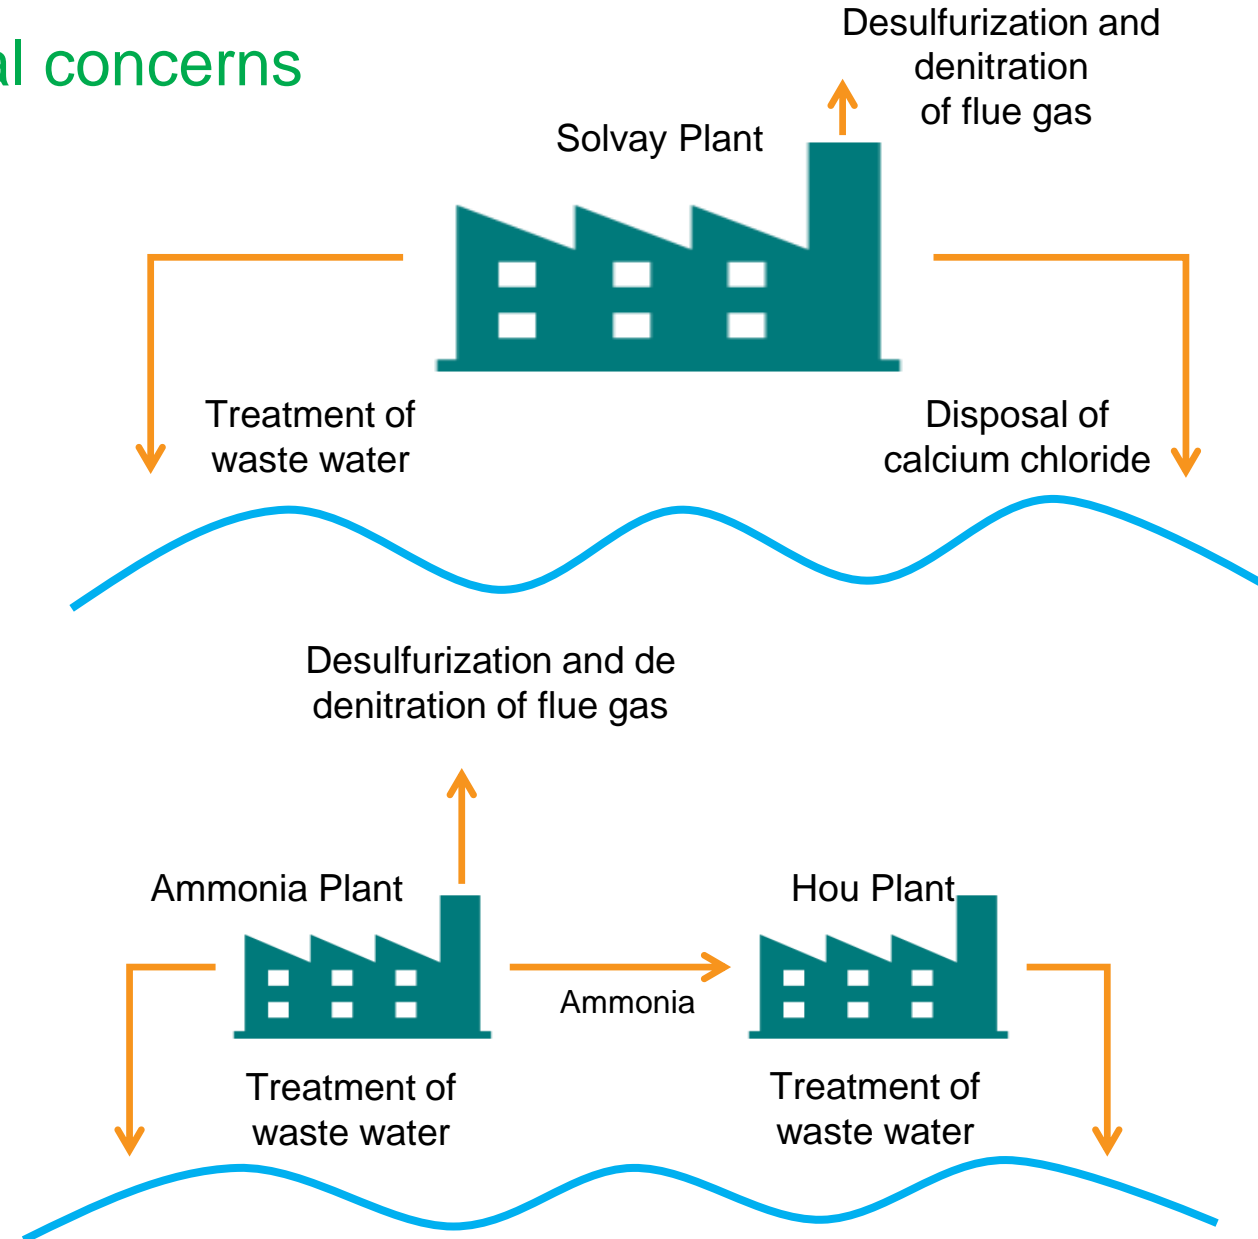 al concerns
Desulfurization and
denitration
of flue gas
Solvay Plant
Treatment of
waste water
Disposal of
calcium chloride
Desulfurization and de
denitration of flue gas
Ammonia Plant
Hou Plant
Ammonia
Treatment of
waste water
Treatment of
waste water